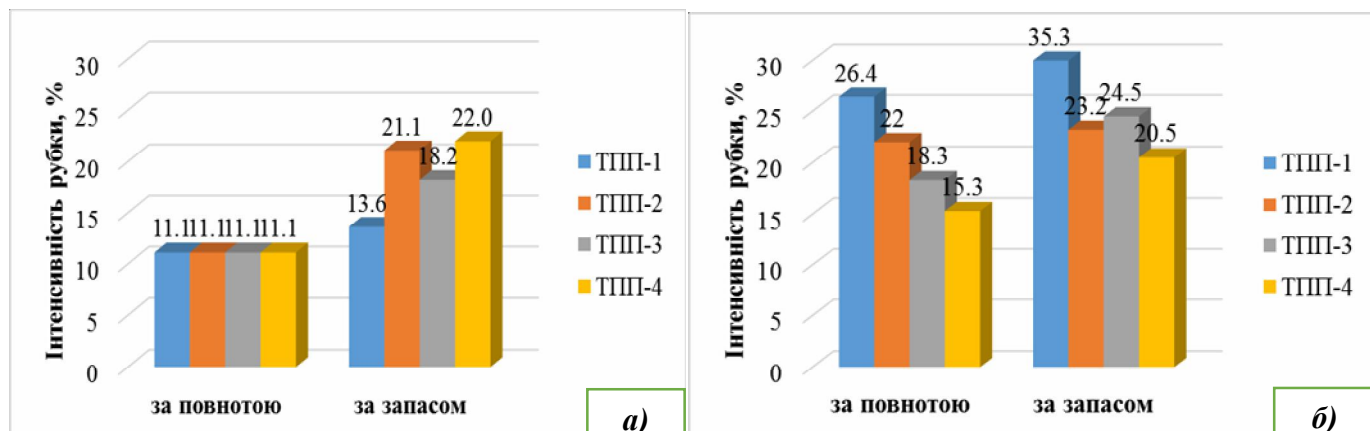 Інтенсивність рубки, %
30
25
20
15
10
5
0
11.1 11.1 11.1 11.1
13.6
21.1
18.2
22.0
за повнотою за запасом
ТПП-1
ТПП-2
ТПП-3
ТПП-4
а)
Інтенсивність рубки, %
30
25
20
15
10
5
0
26.4
22
18.3
15.3
35.3
23.2
24.5
20.5
за повнотою за запасом
ТПП-1
ТПП-2
ТПП-3
ТПП-4
б)